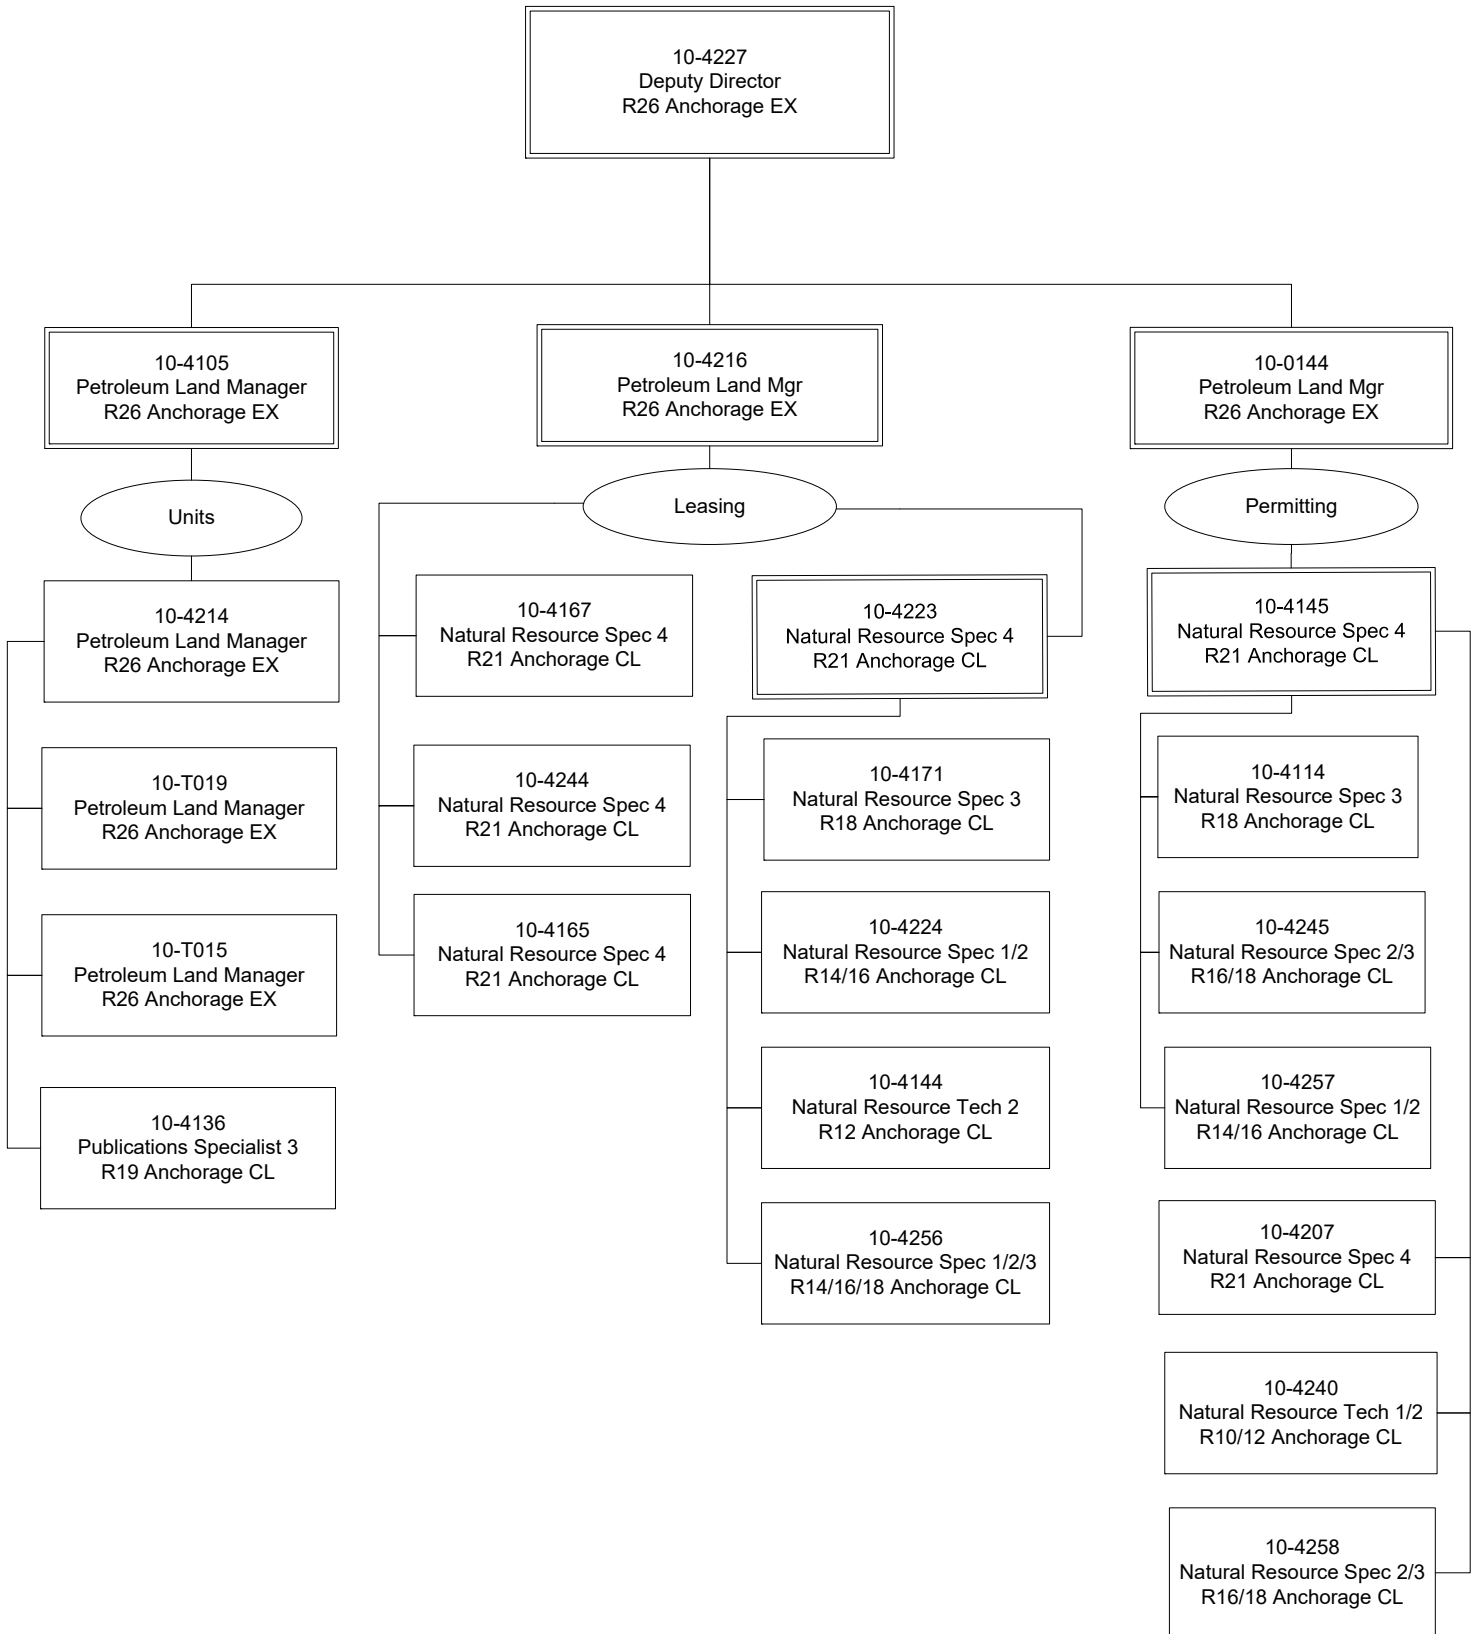 10-4227
Deputy Director
R26 Anchorage EX
10-4105
Petroleum Land Manager
R26 Anchorage EX
10-4216
Petroleum Land Mgr
R26 Anchorage EX
10-0144
Petroleum Land Mgr
R26 Anchorage EX
Units
Leasing
Permitting
10-4214
Petroleum Land Manager
R26 Anchorage EX
10-T019
Petroleum Land Manager
R26 Anchorage EX
10-T015
Petroleum Land Manager
R26 Anchorage EX
10-4136
Publications Specialist 3
R19 Anchorage CL
10-4167
Natural Resource Spec 4
R21 Anchorage CL
10-4244
Natural Resource Spec 4
R21 Anchorage CL
10-4165
Natural Resource Spec 4
R21 Anchorage CL
10-4223
Natural Resource Spec 4
R21 Anchorage CL
10-4171
Natural Resource Spec 3
R18 Anchorage CL
10-4224
Natural Resource Spec 1/2
R14/16 Anchorage CL
10-4144
Natural Resource Tech 2
R12 Anchorage CL
10-4256
Natural Resource Spec 1/2/3
R14/16/18 Anchorage CL
10-4145
Natural Resource Spec 4
R21 Anchorage CL
10-4114
Natural Resource Spec 3
R18 Anchorage CL
10-4245
Natural Resource Spec 2/3
R16/18 Anchorage CL
10-4257
Natural Resource Spec 1/2
R14/16 Anchorage CL
10-4207
Natural Resource Spec 4
R21 Anchorage CL
10-4240
Natural Resource Tech 1/2
R10/12 Anchorage CL
10-4258
Natural Resource Spec 2/3
R16/18 Anchorage CL